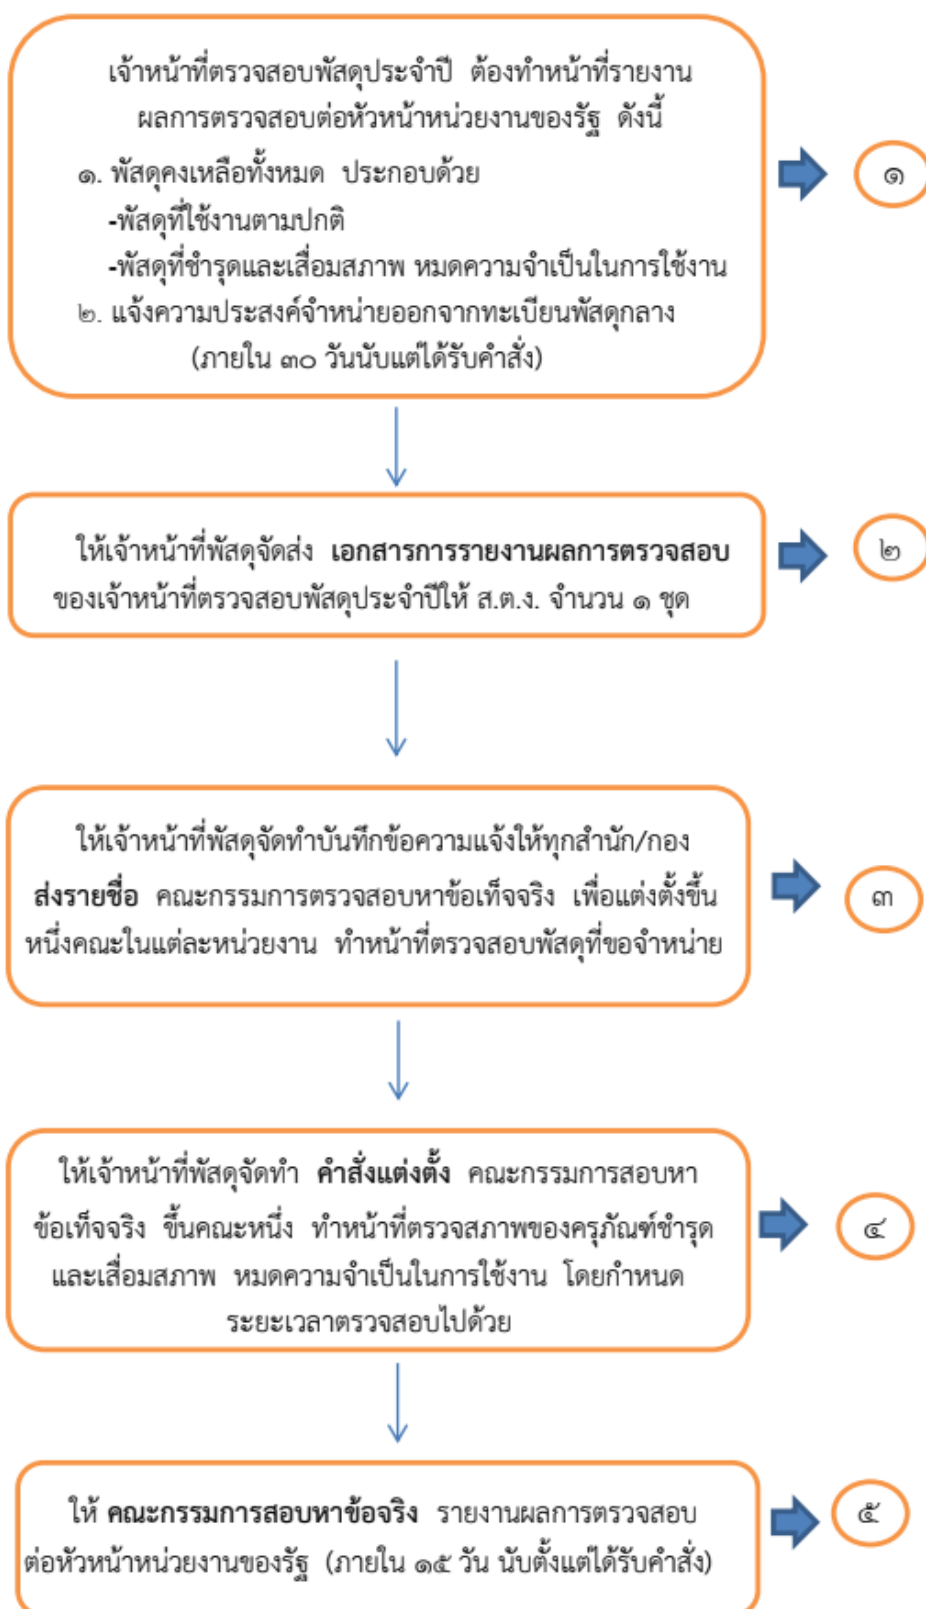 เจ้าหน้าที่ตรวจสอบพัสดุประจำปี ต้องทำหน้าที่รายงาน
ผลการตรวจสอบต่อหัวหน้าหน่วยงานของรัฐ ดังนี้
๑. พัสดุคงเหลือทั้งหมด ประกอบด้วย
-พัสดุที่ใช้งานตามปกติ
-พัสดุที่ชำรุดและเสื่อมสภาพ หมดความจำเป็นในการใช้งาน
๒. แจ้งความประสงค์จำหน่ายออกจากทะเบียนพัสดุกลาง
(ภายใน ๓๐ วันนับแต่ได้รับคำสั่ง)
๑
ให้เจ้าหน้าที่พัสดุจัดส่ง เอกสารการรายงานผลการตรวจสอบ
ของเจ้าหน้าที่ตรวจสอบพัสดุประจำปีให้ ส.ต.ง. จำนวน ๑ ชุด
๒
ให้เจ้าหน้าที่พัสดุจัดทำบันทึกข้อความแจ้งให้ทุกสำนัก/กอง
ส่งรายชื่อ คณะกรรมการตรวจสอบหาข้อเท็จจริง เพื่อแต่งตั้งขึ้น
หนึ่งคณะในแต่ละหน่วยงาน ทำหน้าที่ตรวจสอบพัสดุที่ขอจำหน่าย
๓
ให้เจ้าหน้าที่พัสดุจัดทำ คำสั่งแต่งตั้ง คณะกรรมการสอบหา
ข้อเท็จจริง ขึ้นคณะหนึ่ง ทำหน้าที่ตรวจสภาพของครุภัณฑ์ชำรุด
และเสื่อมสภาพ หมดความจำเป็นในการใช้งาน โดยกำหนด
ระยะเวลาตรวจสอบไปด้วย
๔
ให้ คณะกรรมการสอบหาข้อจริง รายงานผลการตรวจสอบ
ต่อหัวหน้าหน่วยงานของรัฐ (ภายใน ๑๕ วัน นับตั้งแต่ได้รับคำสั่ง)
๕